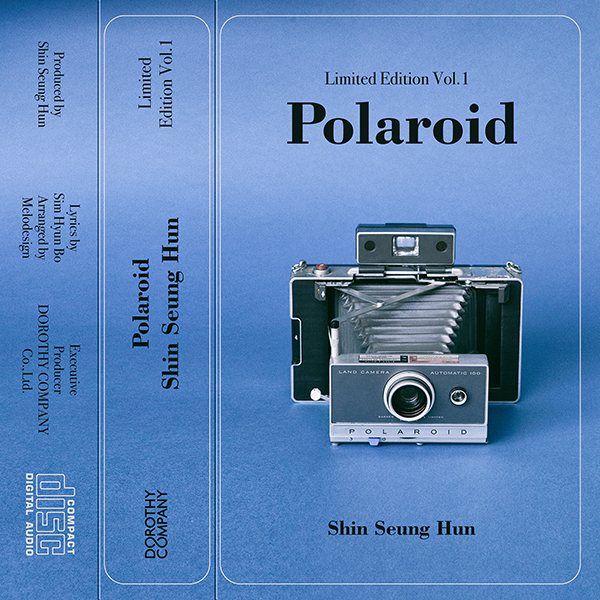 Produced by
Shin Seung Hun
Lyrics by
Sim Hyun Bo
Arranged by
Melodesign
Executive
Producer
DOROTHY COMPANY
Co.,Ltd.
COMPACT
disc
DIGITAL AUDIO
Limited
Edition Vol.1
Polaroid
Shin Seung Hun
DOROTHY
COMPANY
Limited Edition Vol.1
Polaroid
LAND CAMERA
AUTOMATIC 100
POLAROID
Shin Seung Hun